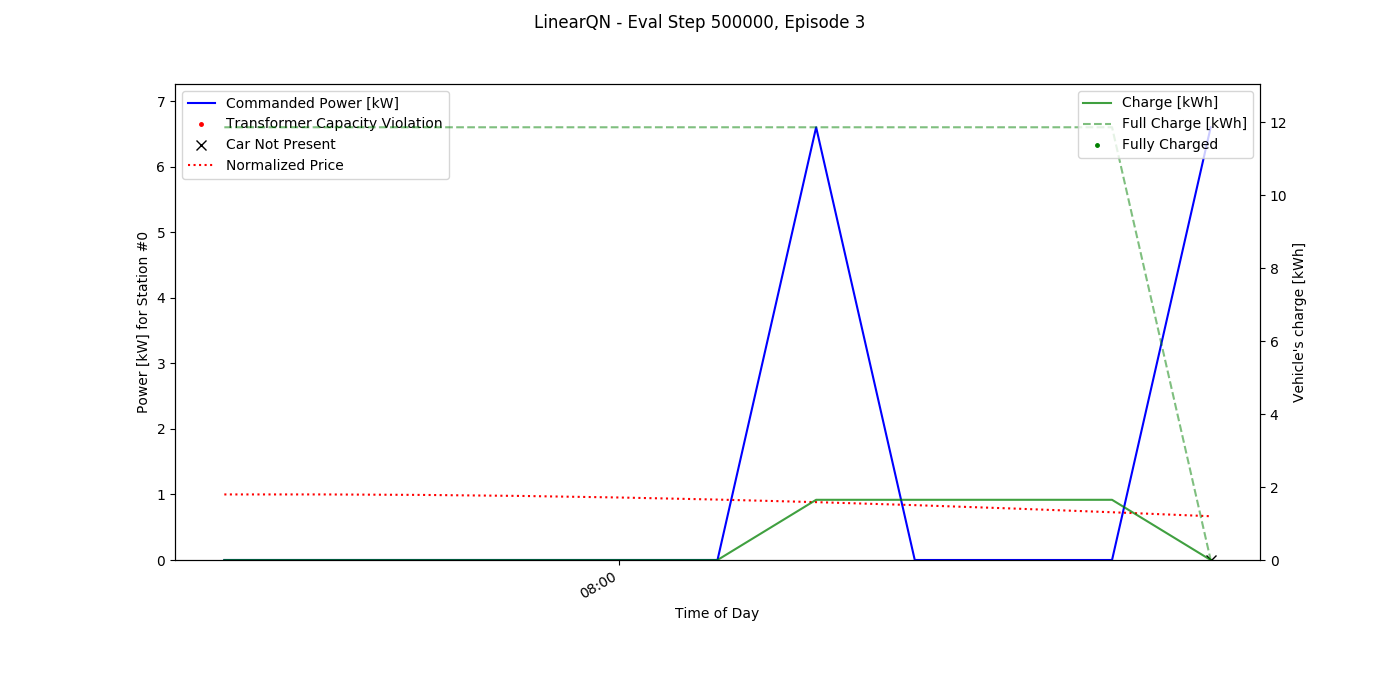 LinearQN - Eval Step 500000, Episode 3
Commanded Power [kW]
Transformer Capacity Violation
Car Not Present
Normalized Price
Charge [kWh]
Full Charge [kWh]
Fully Charged
7
6
5
4
3
2
1
0
Power [kW] for Station #0
12
10
8
6
4
2
0
Vehicle's charge [kWh]
08:00
Time of Day